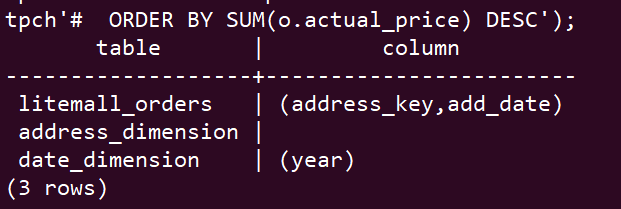 tpch'# ORDER BY SUM(o.actual_price) DESC');
table | column
-------------------+-------------------------
litemall_orders | (address_key,add_date)
address_dimension |
date_dimension | (year)
(3 rows)